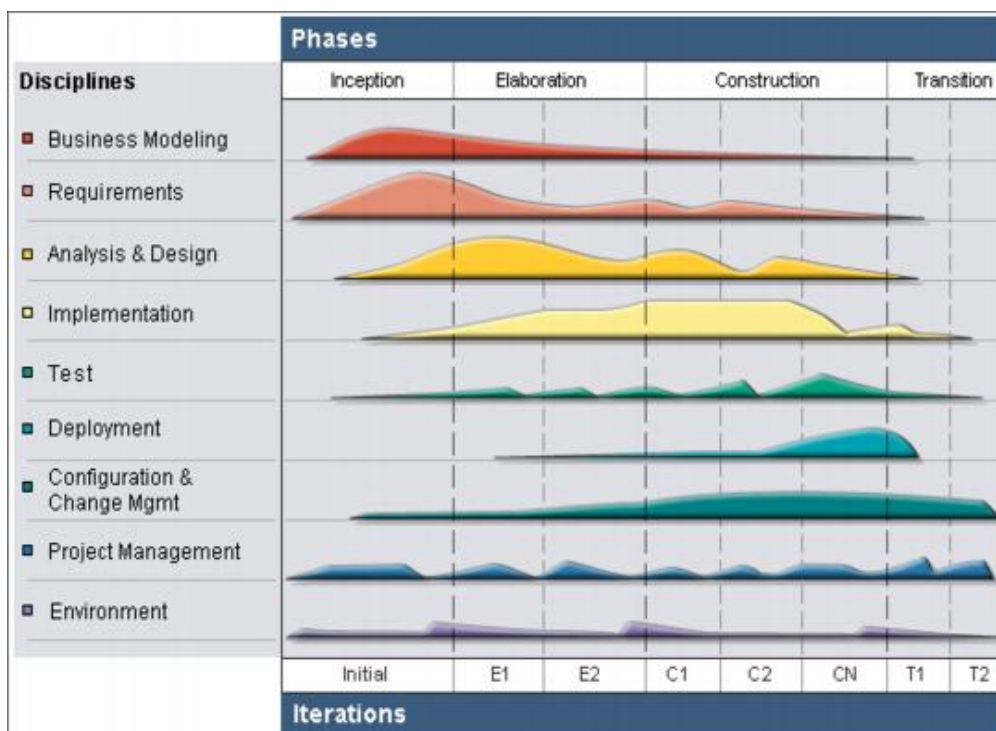 Phases
Disciplines
Inception
Elaboration
Construction
Transition
Business Modeling
Requirements
Analysis & Design
Implementation
Test
Deployment
Configuration &
Change Mgmt
Project Management
Environment
Initial
E1
E2
C1
C2
CN
T1
T2
Iterations